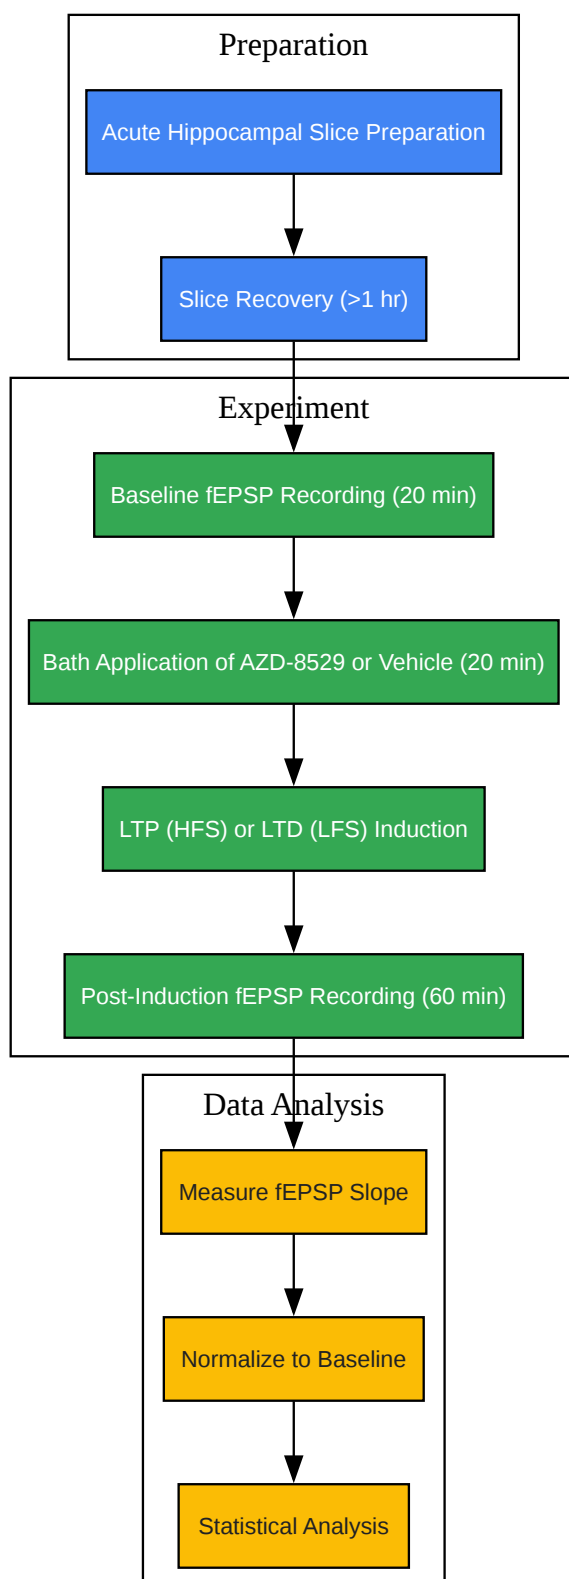 Preparation
Acute Hippocampal Slice Preparation
Slice Recovery (>1 hr)
Experiment
Baseline fEPSP Recording (20 min)
Bath Application of AZD-8529 or Vehicle (20 min)
LTP (HFS) or LTD (LFS) Induction
Post-Induction fEPSP Recording (60 min)
Data Analysis
Measure fEPSP Slope
Normalize to Baseline
Statistical Analysis